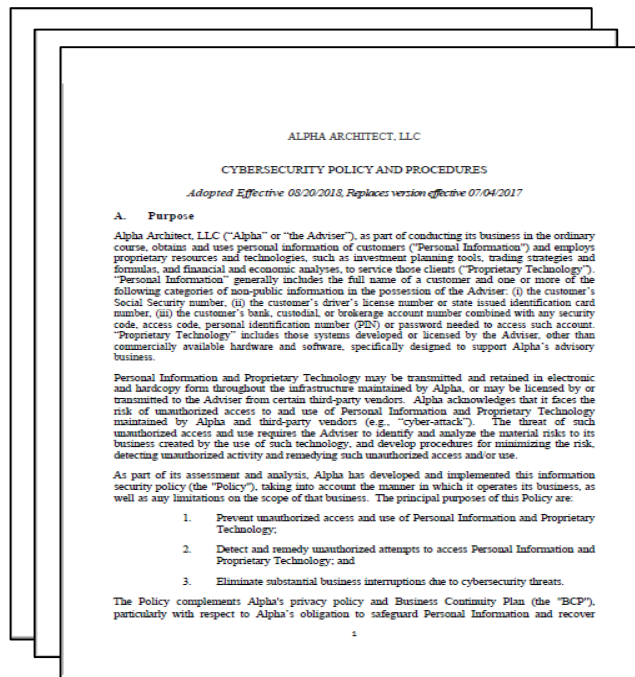 ALPHA ARCHITECT, LLC
CYBERSECURITY POLICY AND PROCEDURES
Adopted Effective 08/20/2018, Replaces version effective 07/04/2017
A. Purpose
Alpha Architect, LLC ("Alpha" or "the Adviser"), as part of conducting its business in the ordinary
course, obtains and uses personal information of customers ("Personal Information") and employs
proprietary resources and technologies, such as investment planning tools, trading strategies and
formulas, and financial and economic analyses, to service those clients ("Proprietary Technology").
"Personal Information" generally includes the full name of a customer and one or more of the
following categories of non-public information in the possession of the Adviser: (i) the customer's
Social Security number, (ii) the customer's driver's license number or state issued identification card
number, (iii) the customer's bank, custodial, or brokerage account number combined with any security
code, access code, personal identification number (PIN) or password needed to access such account.
"Proprietary Technology" includes those systems developed or licensed by the Adviser, other than
commercially available hardware and software, specifically designed to support Alpha's advisory
business.
Personal Information and Proprietary Technology may be transmitted and retained in electronic
and hardcopy form throughout the infrastructure maintained by Alpha, or may be licensed by or
transmitted to the Adviser from certain third-party vendors. Alpha acknowledges that it faces the
risk of unauthorized access to and use of Personal Information and Proprietary Technology
maintained by Alpha and third-party vendors (e.g., "cyber-attack"). The threat of such
unauthorized access and use requires the Adviser to identify and analyze the material risks to its
business created by the use of such technology, and develop procedures for minimizing the risk,
detecting unauthorized activity and remedying such unauthorized access and/or use.
As part of its assessment and analysis, Alpha has developed and implemented this information
security policy (the "Policy"), taking into account the manner in which it operates its business, as
well as any limitations on the scope of that business. The principal purposes of this Policy are:
1. Prevent unauthorized access and use of Personal Information and Proprietary
Technology;
2. Detect and remedy unauthorized attempts to access Personal Information and
Proprietary Technology; and
3. Eliminate substantial business interruptions due to cybersecurity threats.
The Policy complements Alpha's privacy policy and Business Continuity Plan (the "BCP"),
particularly with respect to Alpha's obligation to safeguard Personal Information and recover
1